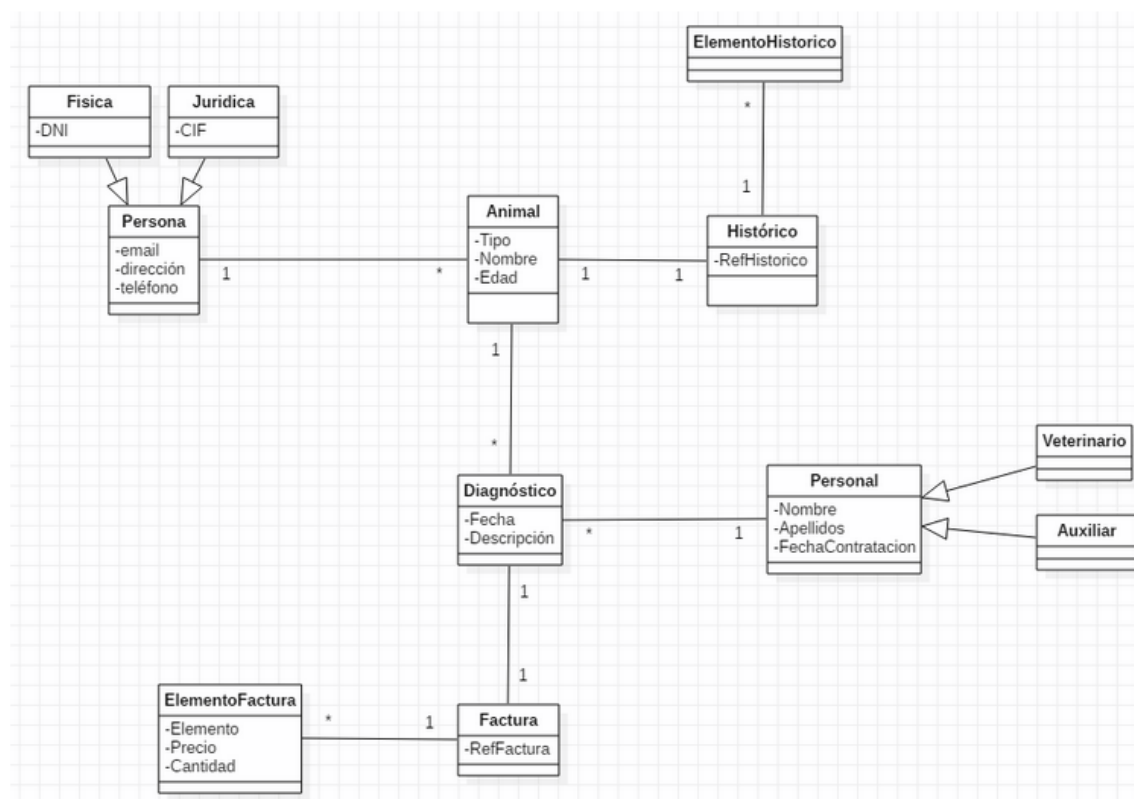 ElementoHistorico
*
1
Fisica
-DNI
Juridica
-CIF
Persona
-email
-dirección
-teléfono
1
*
Animal
-Tipo
-Nombre
-Edad
1
1
Histórico
-RefHistorico
1
*
Diagnóstico
-Fecha
-Descripción
*
1
Personal
-Nombre
-Apellidos
-FechaContratacion
Veterinario
Auxiliar
1
1
ElementoFactura
-Elemento
-Precio
-Cantidad
*
1
Factura
-RefFactura